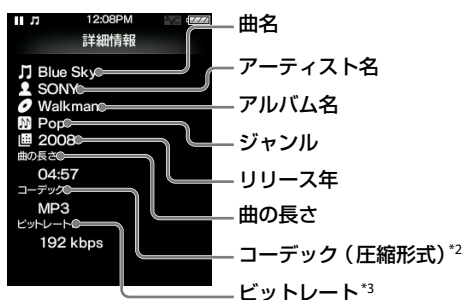 12:08PM
詳細情報
Blue Sky
SONY
Walkman
Pop
2008
曲の長さ
04:57
コーデック
MP3
ビットレート
192 kbps
曲名
アーティスト名
アルバム名
ジャンル
リリース年
曲の長さ
コーデック（圧縮形式）*2
ビットレート*3